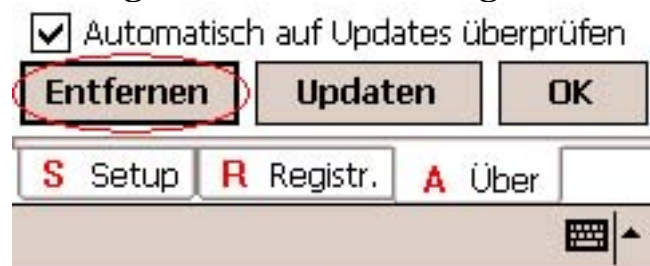 Automatisch auf Updates überprüfen
Entfernen Updaten OK
S Setup R Registr. A Über